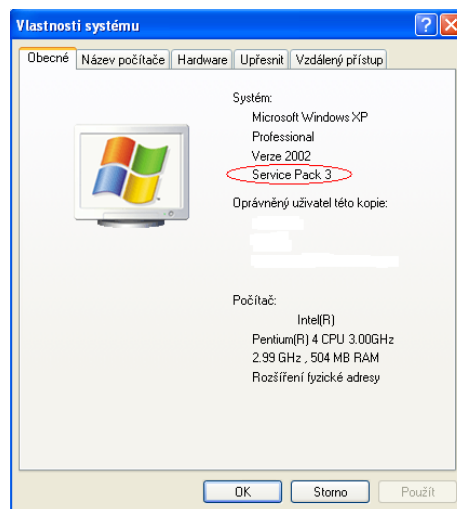 Vlastnosti systému
Obecné Název počítače Hardware Upřesnit Vzdálený přístup
Systém:
Microsoft Windows XP
Professional
Verze 2002
Service Pack 3
Oprávněný uživatel této kopie:
Počítač:
Intel(R)
Pentium(R) 4 CPU 3.00GHz
2.99 GHz , 504 MB RAM
Rozšíření fyzické adresy
OK Storno Použít